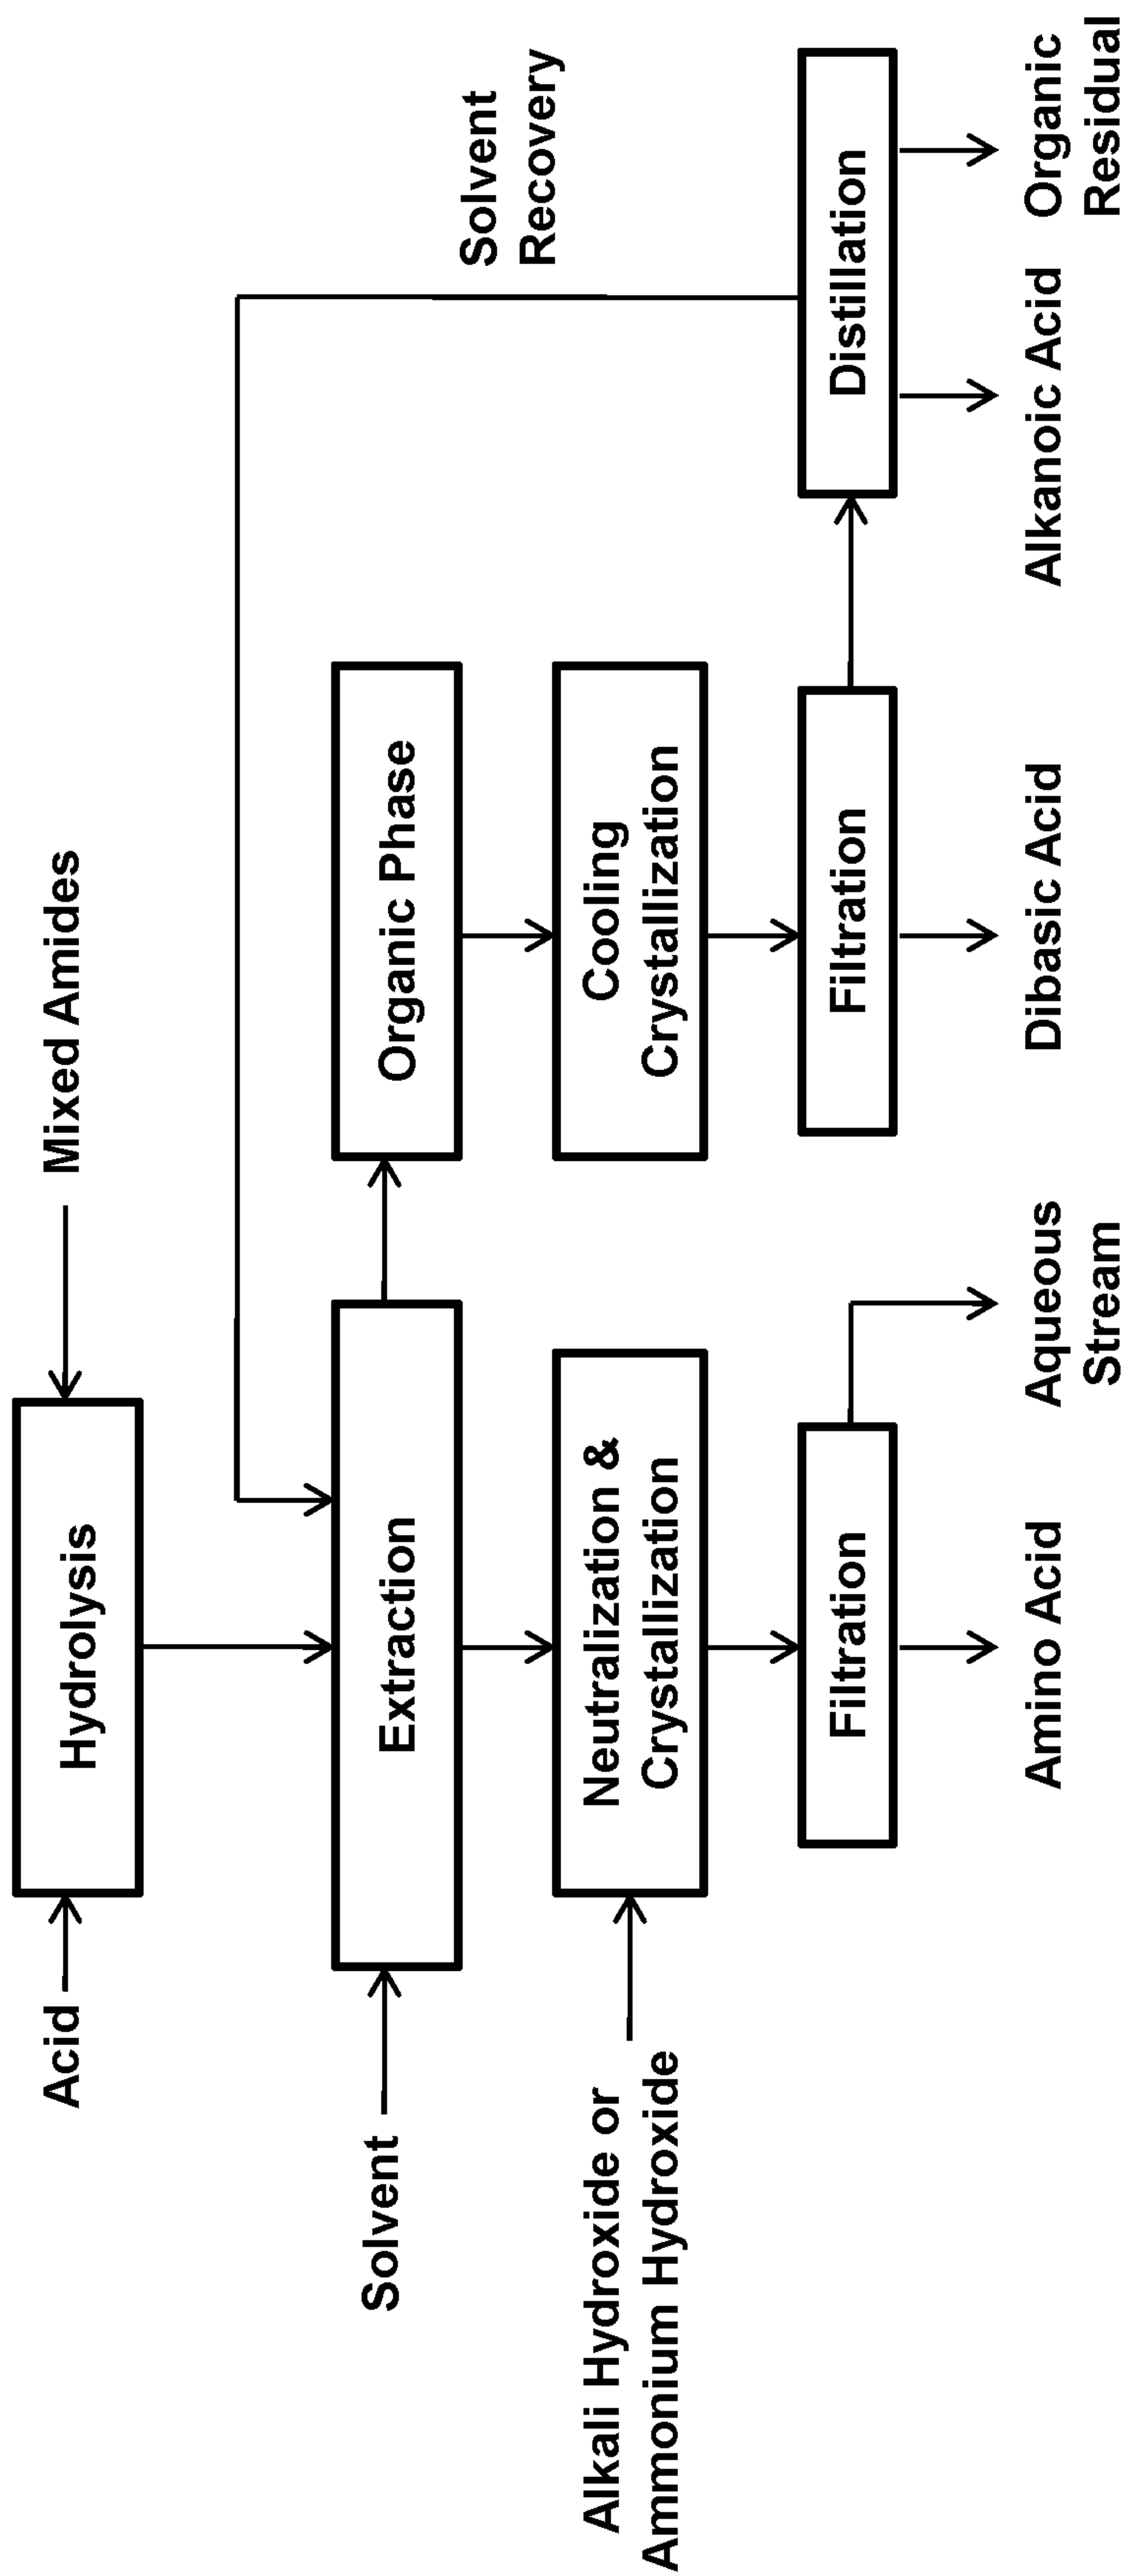 Acid
Hydrolysis
Mixed Amides
Solvent
Recovery
Solvent
Extraction
Organic Phase
Alkali Hydroxide or
Ammonium Hydroxide
Neutralization &
Crystallization
Cooling
Crystallization
Filtration
Filtration
Distillation
Amino Acid
Aqueous
Stream
Dibasic Acid
Alkanoic Acid
Organic
Residual